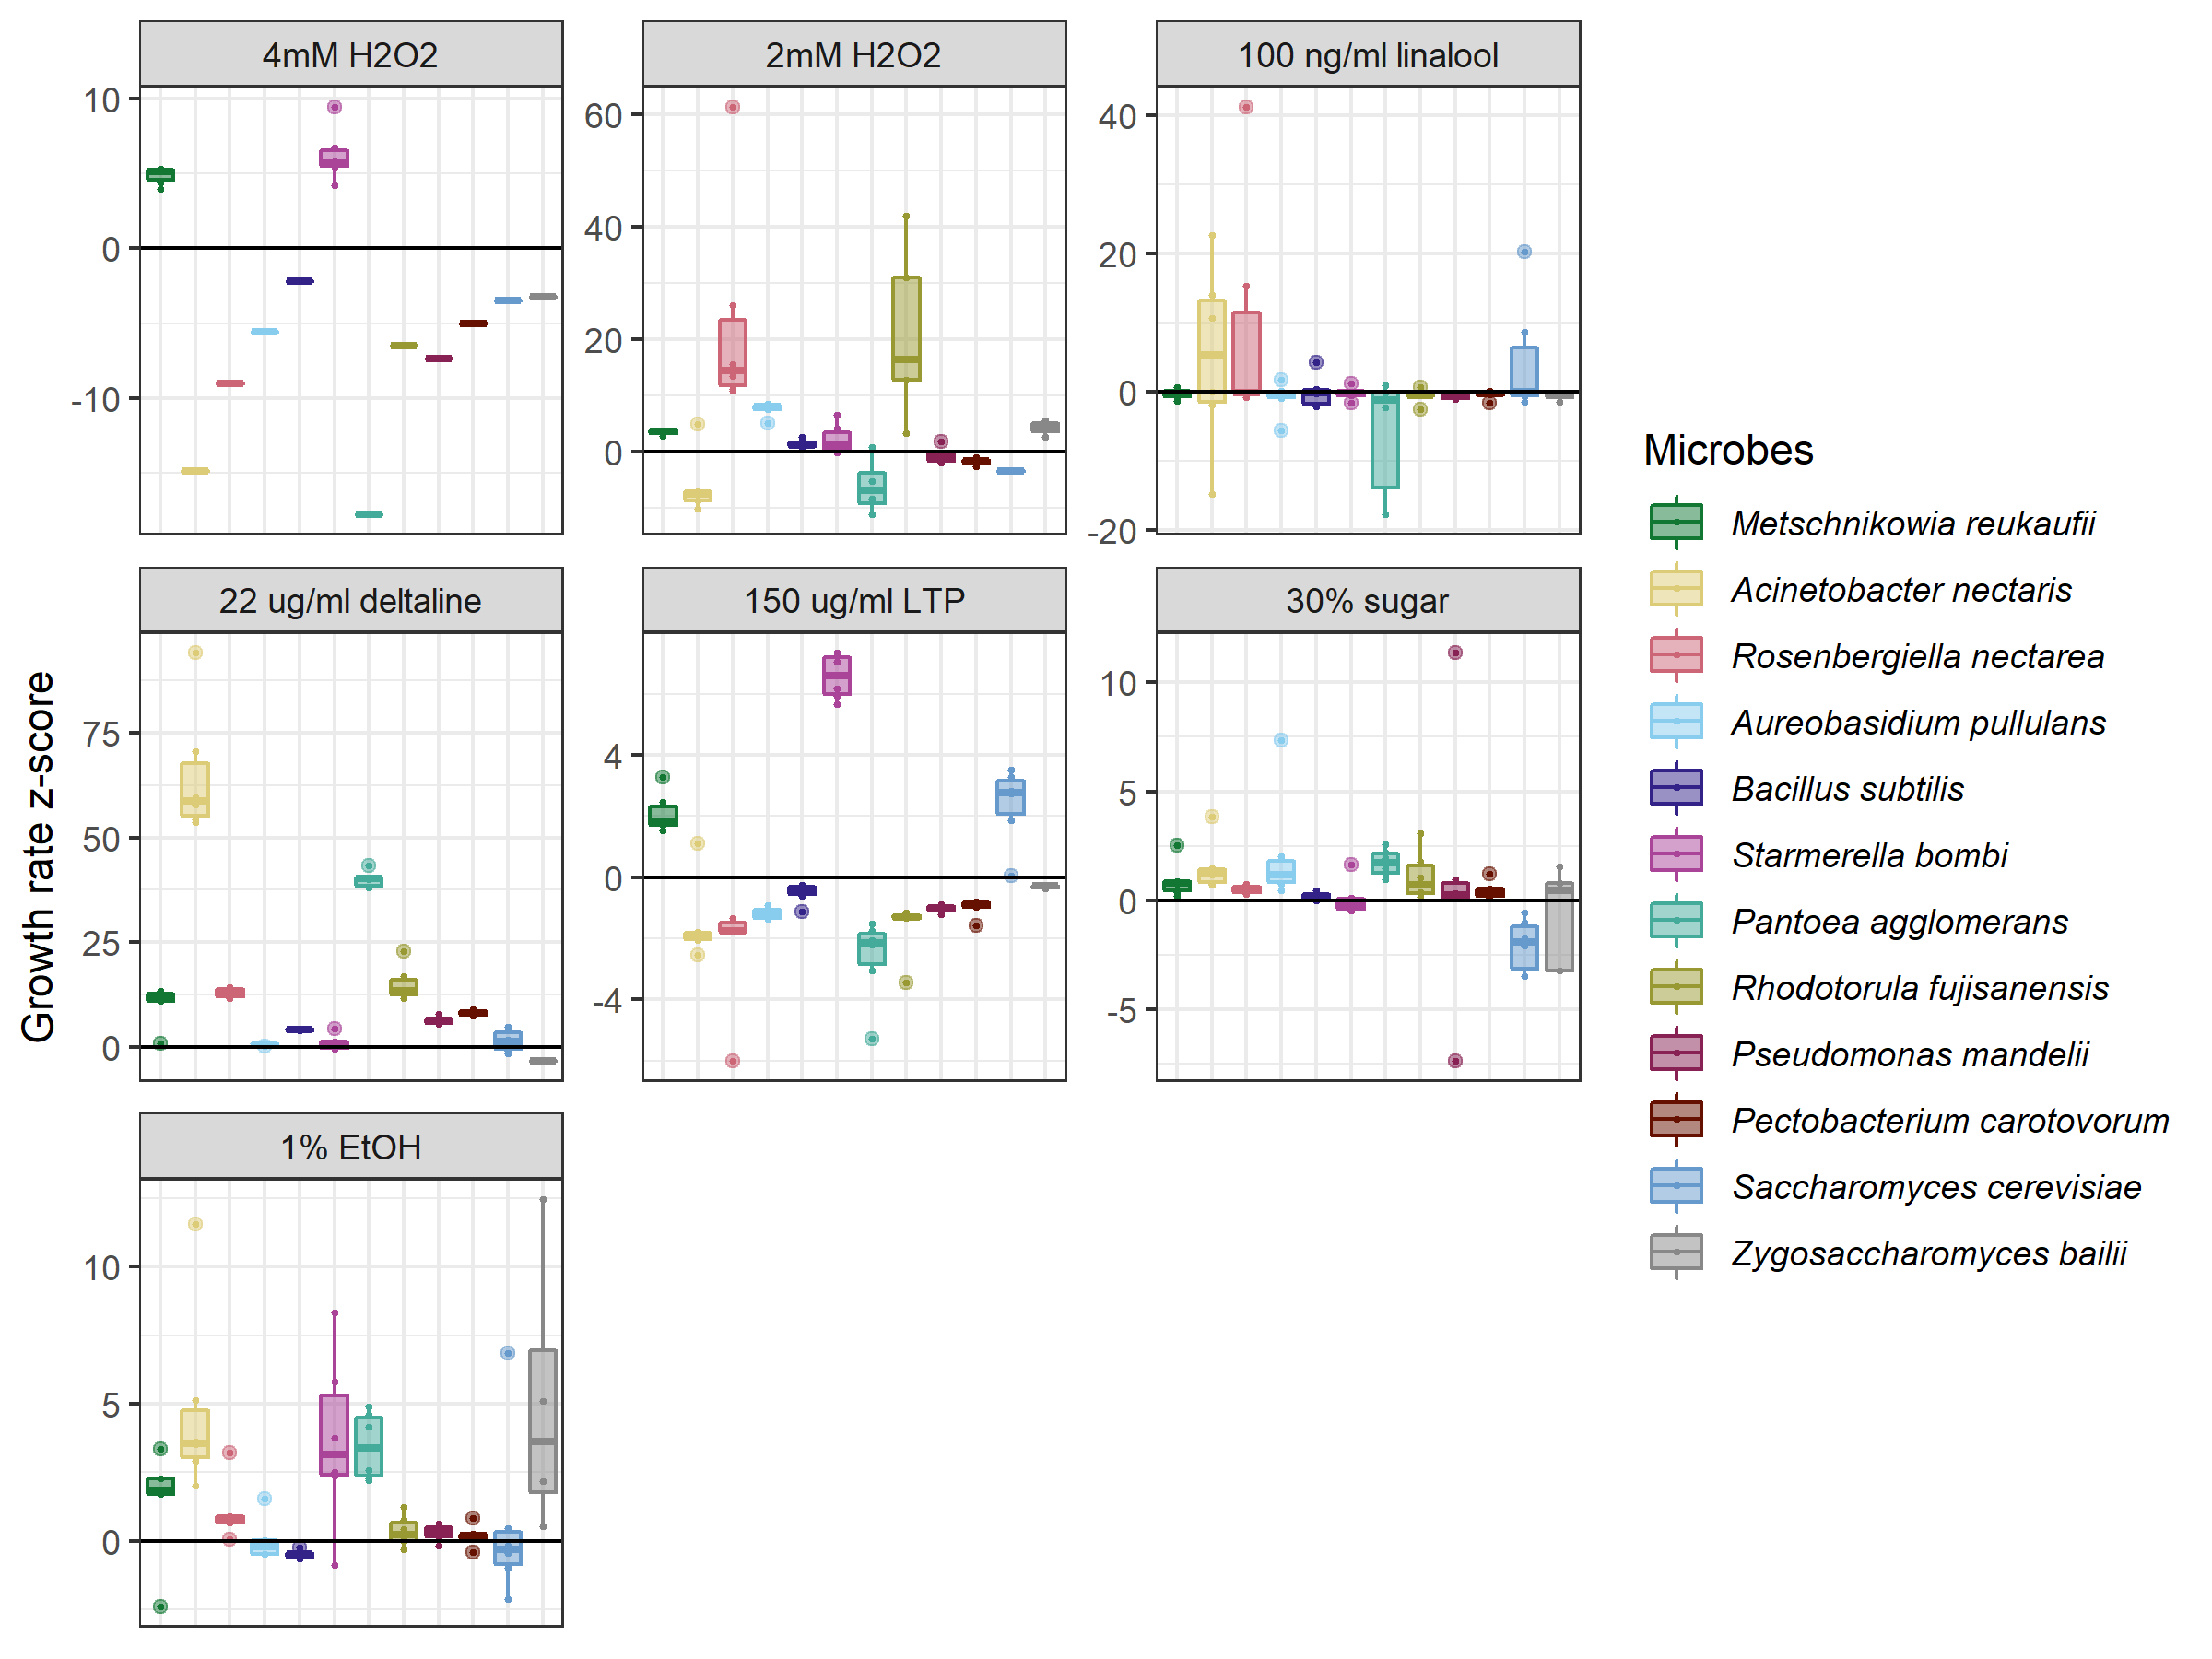 4mM H2O2
2mM H2O2
100 ng/ml linalool
10
0
-10
60
40
20
0
40
20
0
-20
22 ug/ml deltaline
150 ug/ml LTP
30% sugar
75
50
25
0
4
0
-4
10
5
0
-5
1% EtOH
10
5
0
Growth rate z-score
Microbes
Metschnikowia reukaufii
Acinetobacter nectaris
Rosenbergiella nectarea
Aureobasidium pullulans
Bacillus subtilis
Starmerella bombi
Pantoea agglomerans
Rhodotorula fujisanensis
Pseudomonas mandelii
Pectobacterium carotovorum
Saccharomyces cerevisiae
Zygosaccharomyces bailii